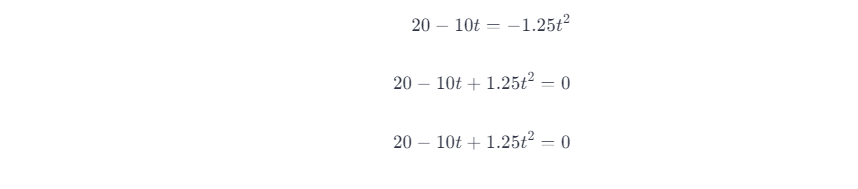 20 − 10t = −1.25t²
20 − 10t + 1.25t² = 0
20 − 10t + 1.25t² = 0